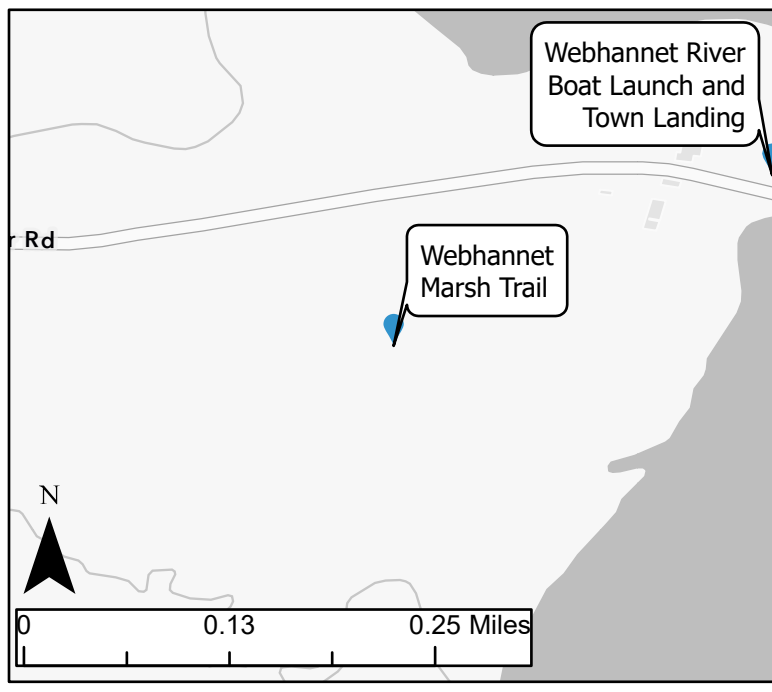 Webhannet River
Boat Launch and
Town Landing
r Rd
Webhannet
Marsh Trail
N
0 0.13 0.25 Miles